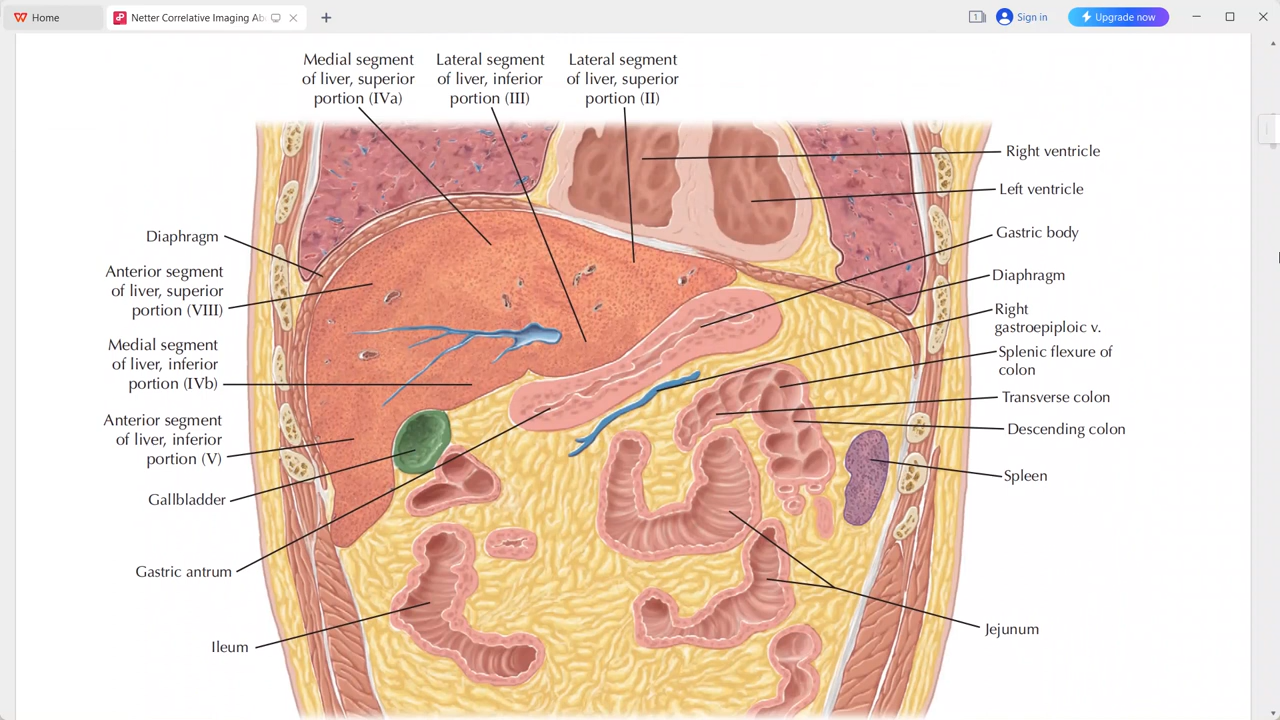 Home
Netter Correlative Imaging Ab
1
Sign in
Upgrade now
Medial segment
of liver, superior
portion (IVa)
Lateral segment
of liver, inferior
portion (III)
Lateral segment
of liver, superior
portion (II)
Diaphragm
Anterior segment
of liver, superior
portion (VIII)
Medial segment
of liver, inferior
portion (IVb)
Anterior segment
of liver, inferior
portion (V)
Gallbladder
Gastric antrum
Ileum
Right ventricle
Left ventricle
Gastric body
Diaphragm
Right
gastroepiploic v.
Splenic flexure of
colon
Transverse colon
Descending colon
Spleen
Jejunum